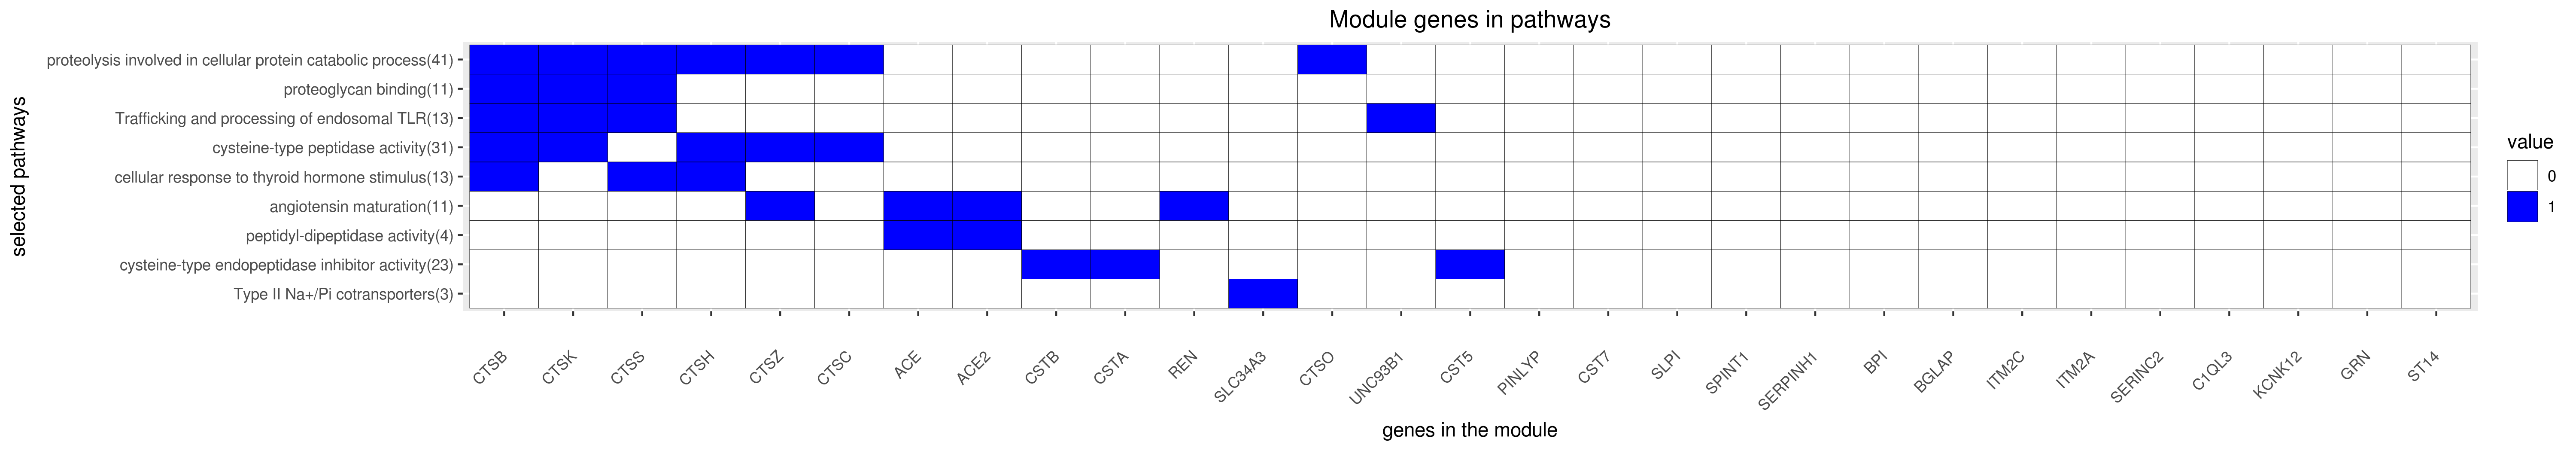 Module genes in pathways
selected pathways
proteolysis involved in cellular protein catabolic process(41)
proteoglycan binding(11)
Trafficking and processing of endosomal TLR(13)
cysteine-type peptidase activity(31)
cellular response to thyroid hormone stimulus(13)
angiotensin maturation(11)
peptidyl-dipeptidase activity(4)
cysteine-type endopeptidase inhibitor activity(23)
Type II Na+/Pi cotransporters(3)
value
0
1
CTSB
CTSK
CTSS
CTSH
CTSZ
CTSC
ACE
ACE2
CSTB
CSTA
REN
SLC34A3
CTSO
UNC93B1
CST5
PINLYP
CST7
SLPI
SPINT1
SERPINH1
BPI
BGLAP
ITM2C
ITM2A
SERINC2
C1QL3
KCNK12
GRN
ST14
genes in the module